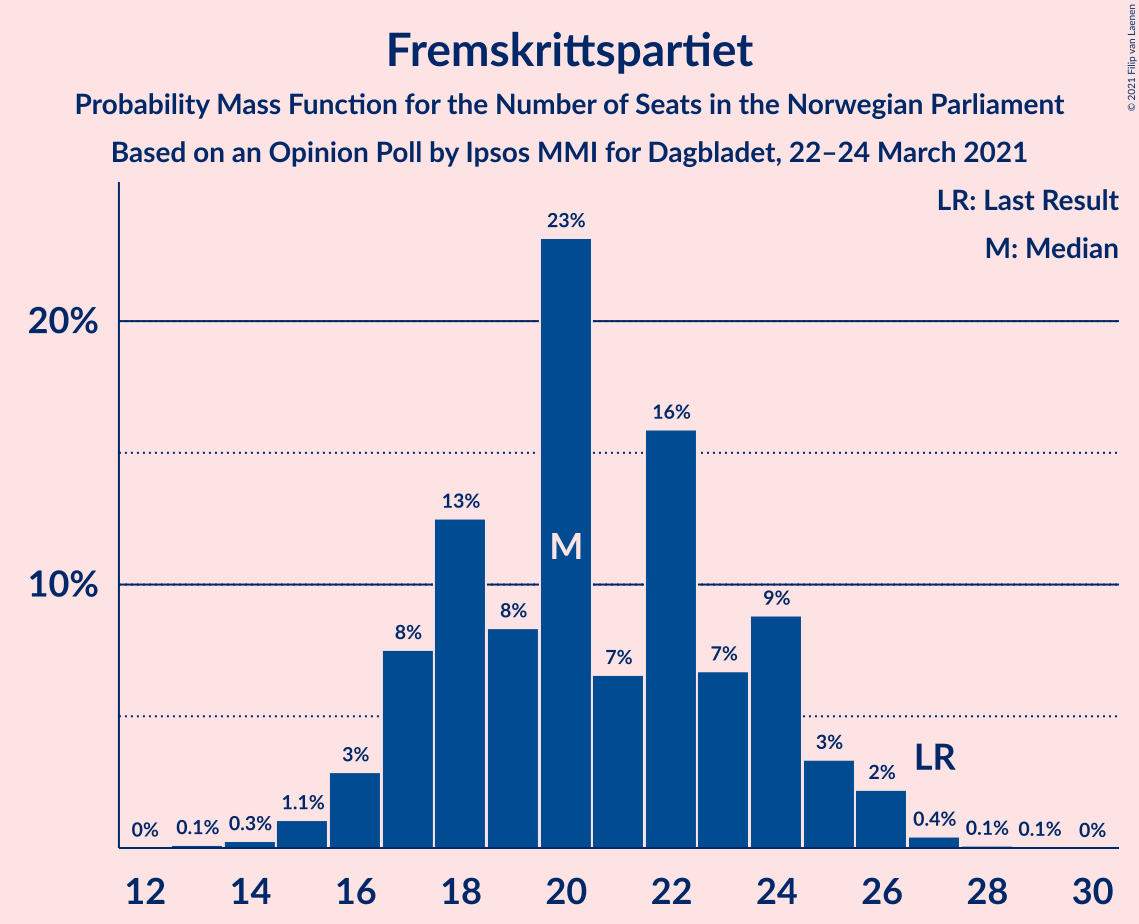 Fremskrittspartiet
Probability Mass Function for the Number of Seats in the Norwegian Parliament
Based on an Opinion Poll by Ipsos MMI for Dagbladet, 22–24 March 2021
© 2021 Filip van Laenen
LR: Last Result
M: Median
20%
10%
0% 0.1% 0.3% 1.1% 3% 8% 13% 8% 23% 7% 16% 7% 9% 3% 2% 0.4% 0.1% 0.1% 0%
M
LR
12 14 16 18 20 22 24 26 28 30